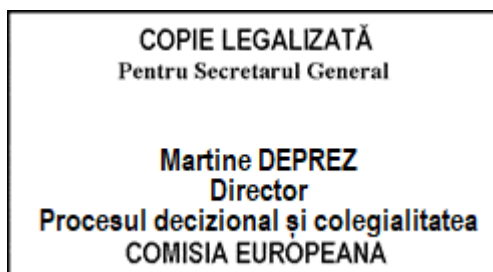 COPIE LEGALIZATĂ
Pentru Secretarul General
Martine DEPREZ
Director
Procesul decizional și colegialitatea
COMISIA EUROPEANA